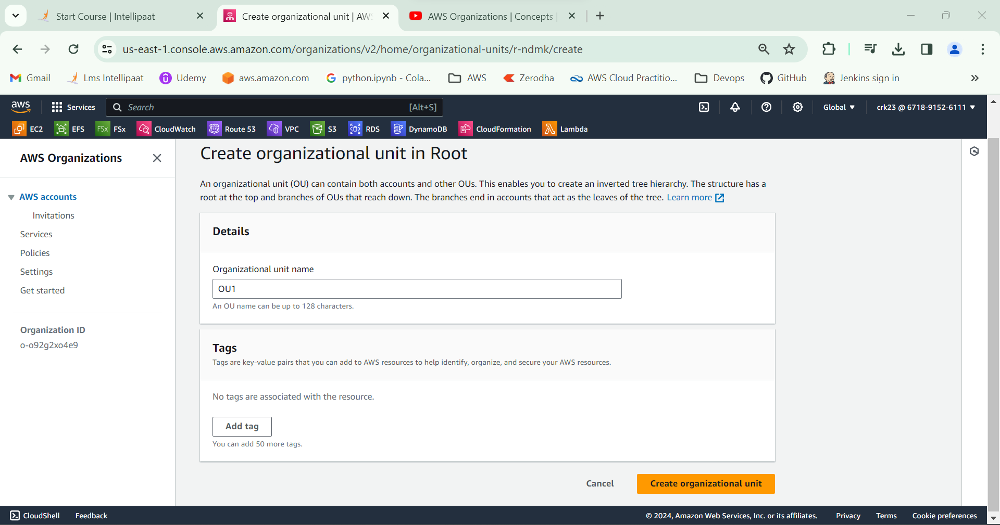 Start Course | Intellipaat
Create organizational unit | AWS
AWS Organizations | Concepts |
us-east-1.console.aws.amazon.com/organizations/v2/home/organizational-units/r-ndmk/create
Gmail
Lms Intellipaat
Udemy
aws.amazon.com
python.ipynb - Cola...
AWS
Zerodha
AWS Cloud Practitio...
Devops
GitHub
Jenkins sign in
aws
Services
Search
[Alt+S]
Global
crk23 @ 6718-9152-6111
EC2
EFS
FSx
FSx
CloudWatch
Route 53
VPC
S3
RDS
DynamoDB
CloudFormation
Lambda
AWS Organizations
AWS accounts
Invitations
Services
Policies
Settings
Get started
Organization ID
o-o92g2xo4e9
Create organizational unit in Root
An organizational unit (OU) can contain both accounts and other OUs. This enables you to create an inverted tree hierarchy. The structure has a
root at the top and branches of OUs that reach down. The branches end in accounts that act as the leaves of the tree. Learn more
Details
Organizational unit name
OU1
An OU name can be up to 128 characters.
Tags
Tags are key-value pairs that you can add to AWS resources to help identify, organize, and secure your AWS resources.
No tags are associated with the resource.
Add tag
You can add 50 more tags.
Cancel
Create organizational unit
CloudShell
Feedback
© 2024, Amazon Web Services, Inc. or its affiliates.
Privacy
Terms
Cookie preferences